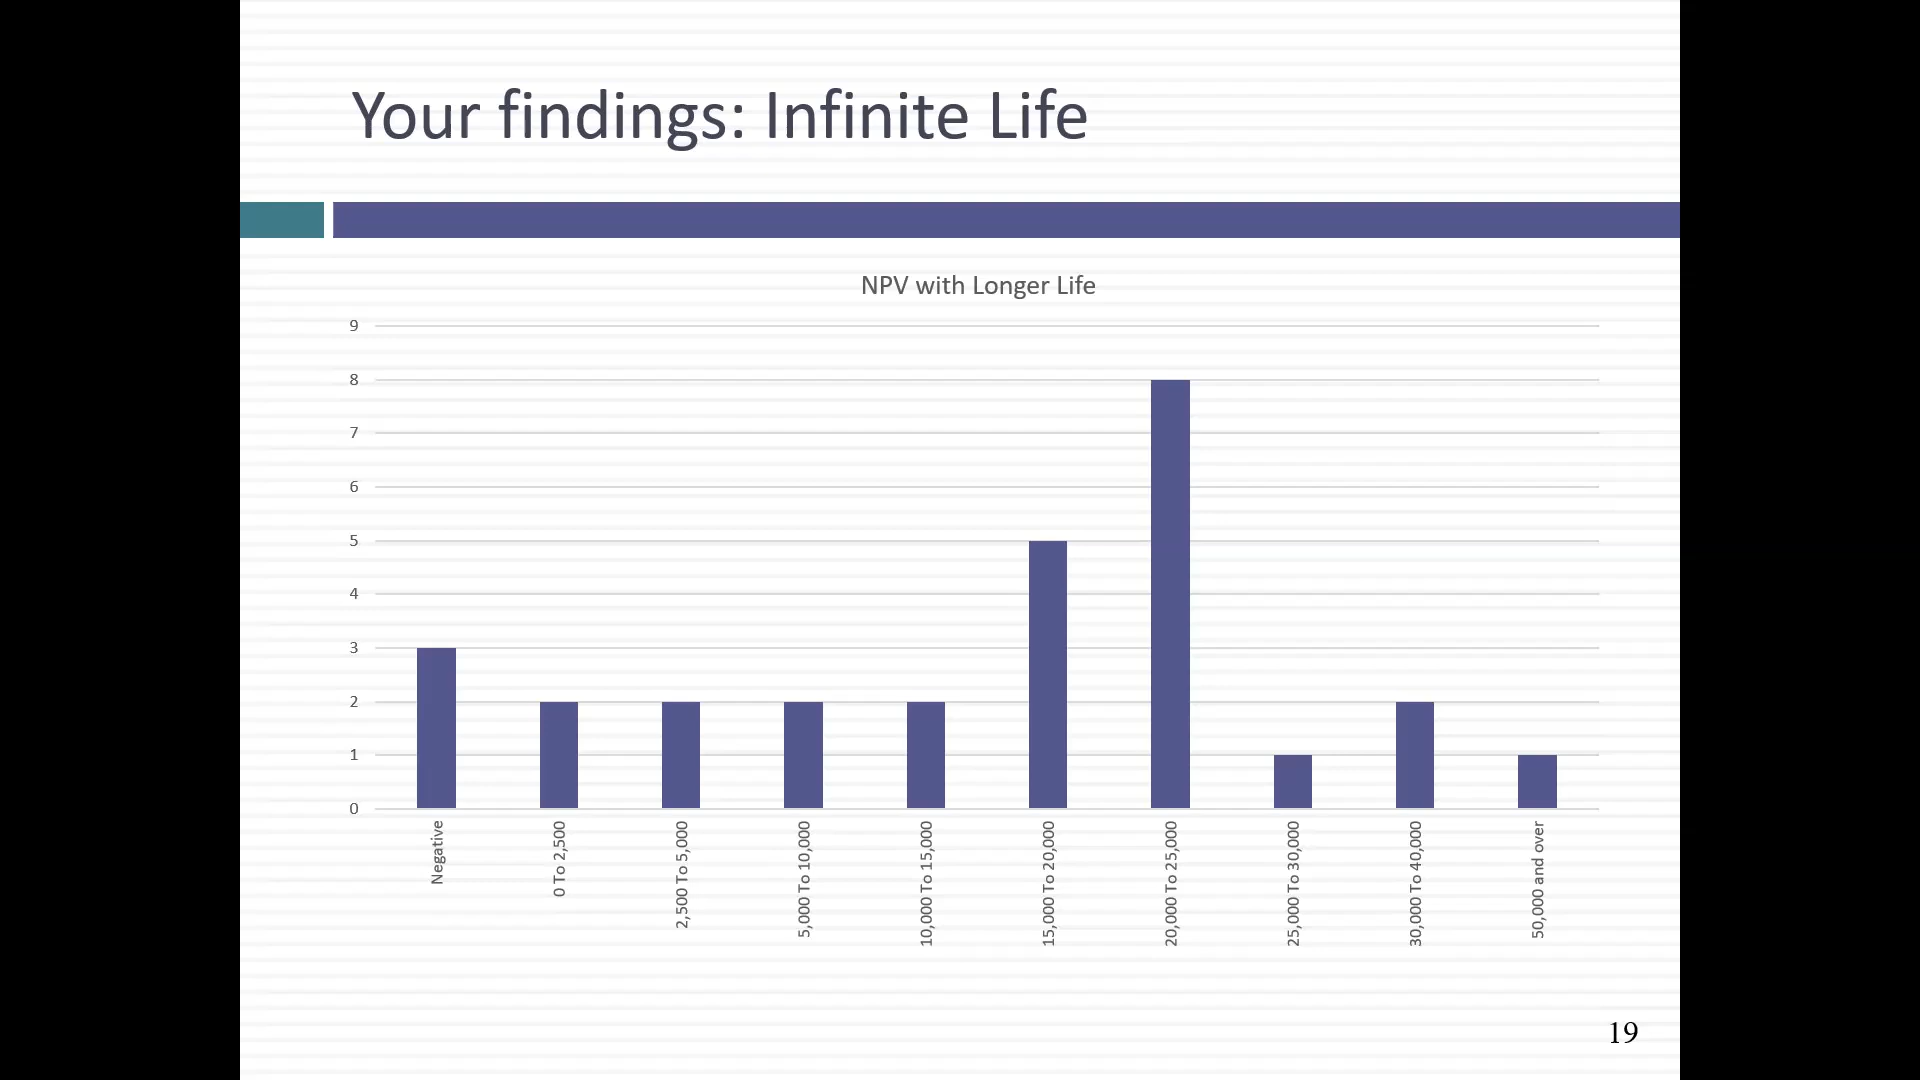 Your findings: Infinite Life
NPV with Longer Life
9
8
7
6
5
4
3
2
1
0
Negative
0 To 2,500
2,500 To 5,000
5,000 To 10,000
10,000 To 15,000
15,000 To 20,000
20,000 To 25,000
25,000 To 30,000
30,000 To 40,000
50,000 and over
19